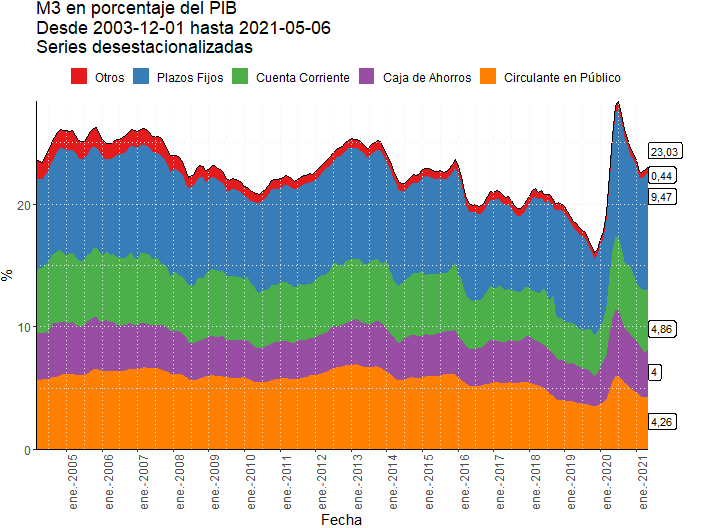 M3 en porcentaje del PIB
Desde 2003-12-01 hasta 2021-05-06
Series desestacionalizadas
Otros Plazos Fijos Cuenta Corriente Caja de Ahorros Circulante en Público
23,03
0,44
9,47
4,86
4
4,26
20
10
0
%
ene.-2005 ene.-2006 ene.-2007 ene.-2008 ene.-2009 ene.-2010 ene.-2011 ene.-2012 ene.-2013 ene.-2014 ene.-2015 ene.-2016 ene.-2017 ene.-2018 ene.-2019 ene.-2020 ene.-2021
Fecha